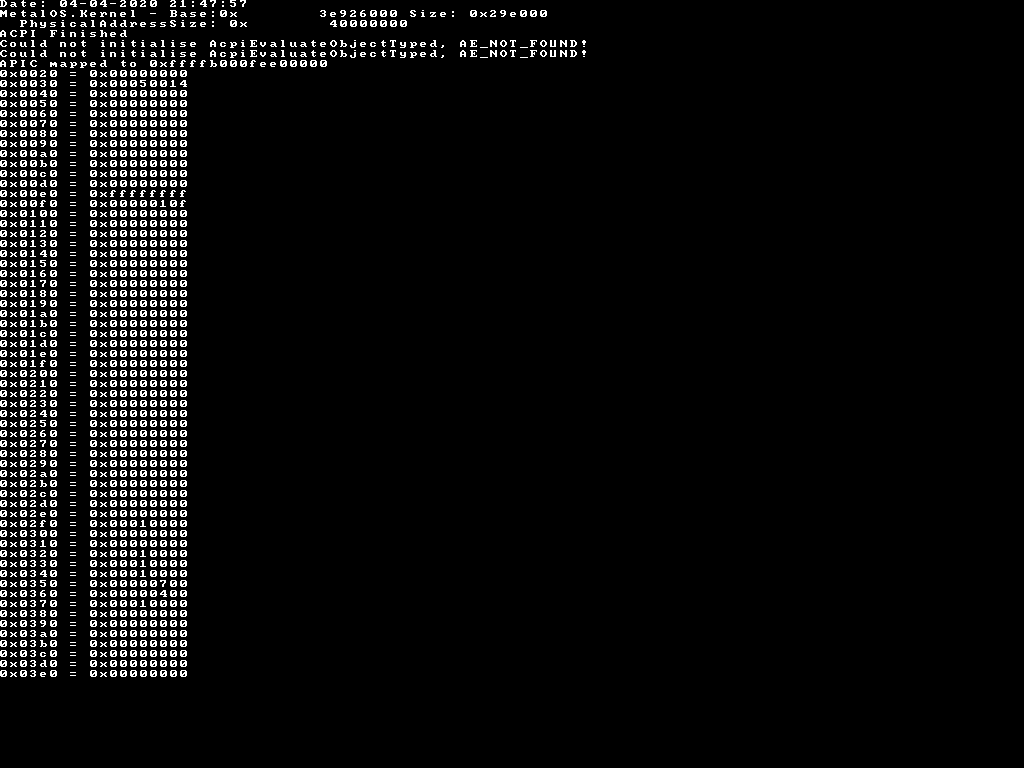 Date: 04-04-2020 21:47:57
MetalOS.Kernel - Base:0x        3e926000 Size: 0x29e000
  PhysicalAddressSize: 0x        40000000
ACPI Finished
Could not initialise AcpiEvaluateObjectTyped, AE_NOT_FOUND!
Could not initialise AcpiEvaluateObjectTyped, AE_NOT_FOUND!
APIC mapped to 0xffffb000fee00000
0x0020 = 0x00000000
0x0030 = 0x00050014
0x0040 = 0x00000000
0x0050 = 0x00000000
0x0060 = 0x00000000
0x0070 = 0x00000000
0x0080 = 0x00000000
0x0090 = 0x00000000
0x00a0 = 0x00000000
0x00b0 = 0x00000000
0x00c0 = 0x00000000
0x00d0 = 0x00000000
0x00e0 = 0xffffffff
0x00f0 = 0x0000010f
0x0100 = 0x00000000
0x0110 = 0x00000000
0x0120 = 0x00000000
0x0130 = 0x00000000
0x0140 = 0x00000000
0x0150 = 0x00000000
0x0160 = 0x00000000
0x0170 = 0x00000000
0x0180 = 0x00000000
0x0190 = 0x00000000
0x01a0 = 0x00000000
0x01b0 = 0x00000000
0x01c0 = 0x00000000
0x01d0 = 0x00000000
0x01e0 = 0x00000000
0x01f0 = 0x00000000
0x0200 = 0x00000000
0x0210 = 0x00000000
0x0220 = 0x00000000
0x0230 = 0x00000000
0x0240 = 0x00000000
0x0250 = 0x00000000
0x0260 = 0x00000000
0x0270 = 0x00000000
0x0280 = 0x00000000
0x0290 = 0x00000000
0x02a0 = 0x00000000
0x02b0 = 0x00000000
0x02c0 = 0x00000000
0x02d0 = 0x00000000
0x02e0 = 0x00000000
0x02f0 = 0x00010000
0x0300 = 0x00000000
0x0310 = 0x00000000
0x0320 = 0x00010000
0x0330 = 0x00010000
0x0340 = 0x00010000
0x0350 = 0x00000700
0x0360 = 0x00000400
0x0370 = 0x00010000
0x0380 = 0x00000000
0x0390 = 0x00000000
0x03a0 = 0x00000000
0x03b0 = 0x00000000
0x03c0 = 0x00000000
0x03d0 = 0x00000000
0x03e0 = 0x00000000